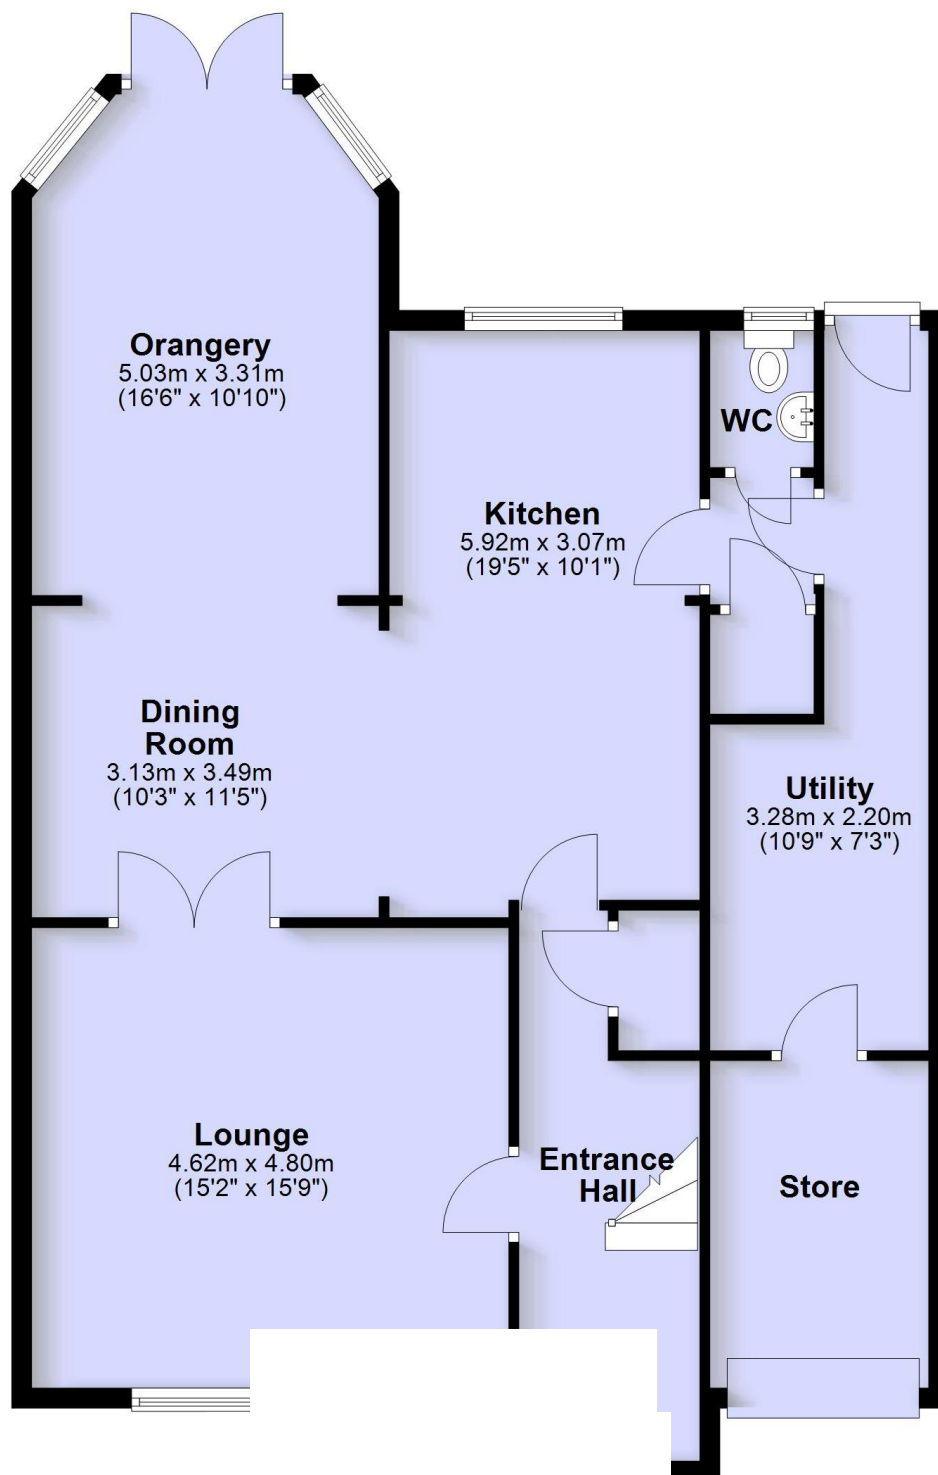 Orangery
5.03m x 3.31m
(16'6" x 10'10")
WC
Kitchen
5.92m x 3.07m
(19'5" x 10'1")
Dining
Room
3.13m x 3.49m
(10'3" x 11'5")
Utility
3.28m x 2.20m
(10'9" x 7'3")
Lounge
4.62m x 4.80m
(15'2" x 15'9")
Entrance
Hall
Store